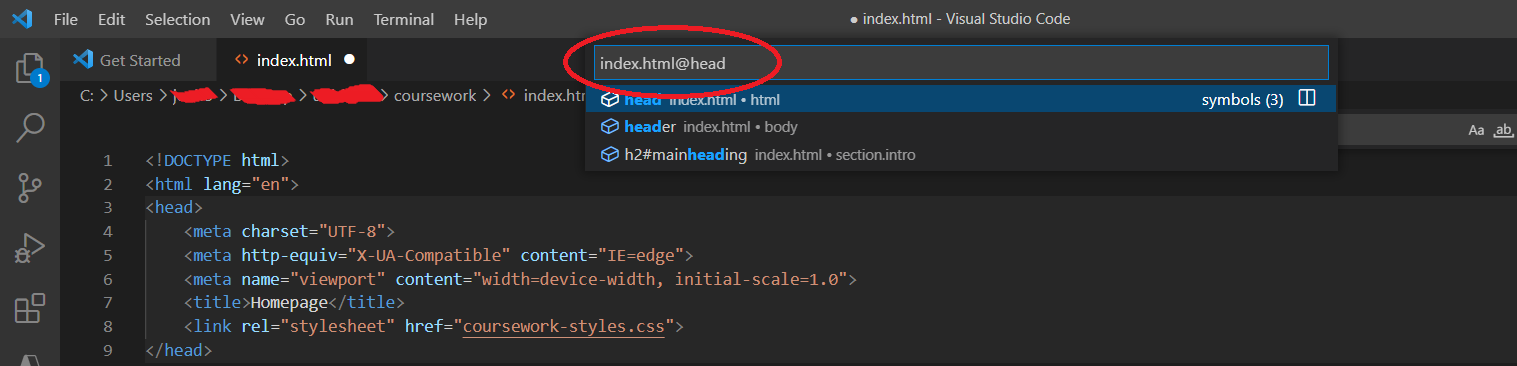 File Edit Selection View Go Run Terminal Help ● index.html - Visual Studio Code
Get Started <> index.html ●
index.html@head
1
C: > Users > > > > coursework > <> index.htm
head index.html • html symbols (3)
Aa ab,
header index.html • body
h2#mainheading index.html • section.intro
1 <!DOCTYPE html>
2 <html lang="en">
3 <head>
4 <meta charset="UTF-8">
5 <meta http-equiv="X-UA-Compatible" content="IE=edge">
6 <meta name="viewport" content="width=device-width, initial-scale=1.0">
7 <title>Homepage</title>
8 <link rel="stylesheet" href="coursework-styles.css">
9 </head>